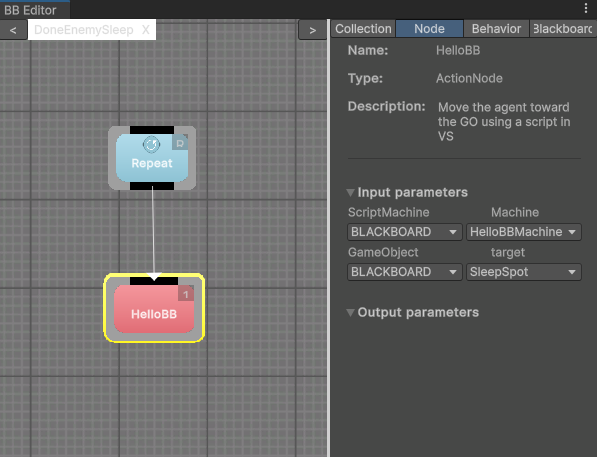 BB Editor
<
DoneEnemySleep X
>
Collection Node Behavior Blackboard
Name: HelloBB
Type: ActionNode
Description: Move the agent toward
the GO using a script in
VS
Input parameters
ScriptMachine Machine
BLACKBOARD HelloBBMachine
GameObject target
BLACKBOARD SleepSpot
Output parameters
D
Repeat
1
HelloBB